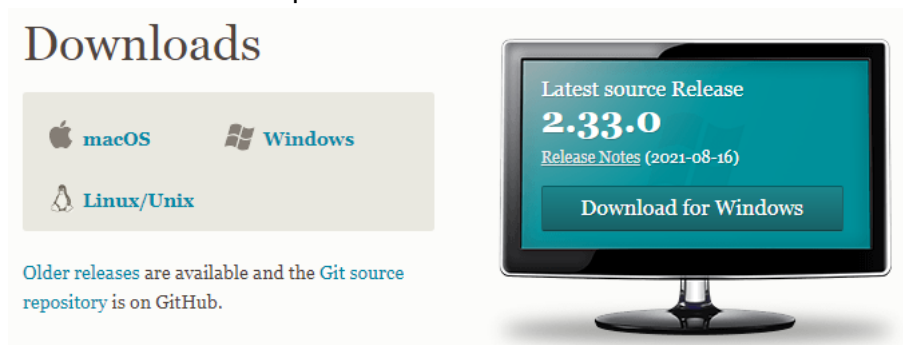 Downloads
macOS
Windows
Linux/Unix
Older releases are available and the Git source
repository is on GitHub.
Latest source Release
2.33.0
Release Notes (2021-08-16)
Download for Windows